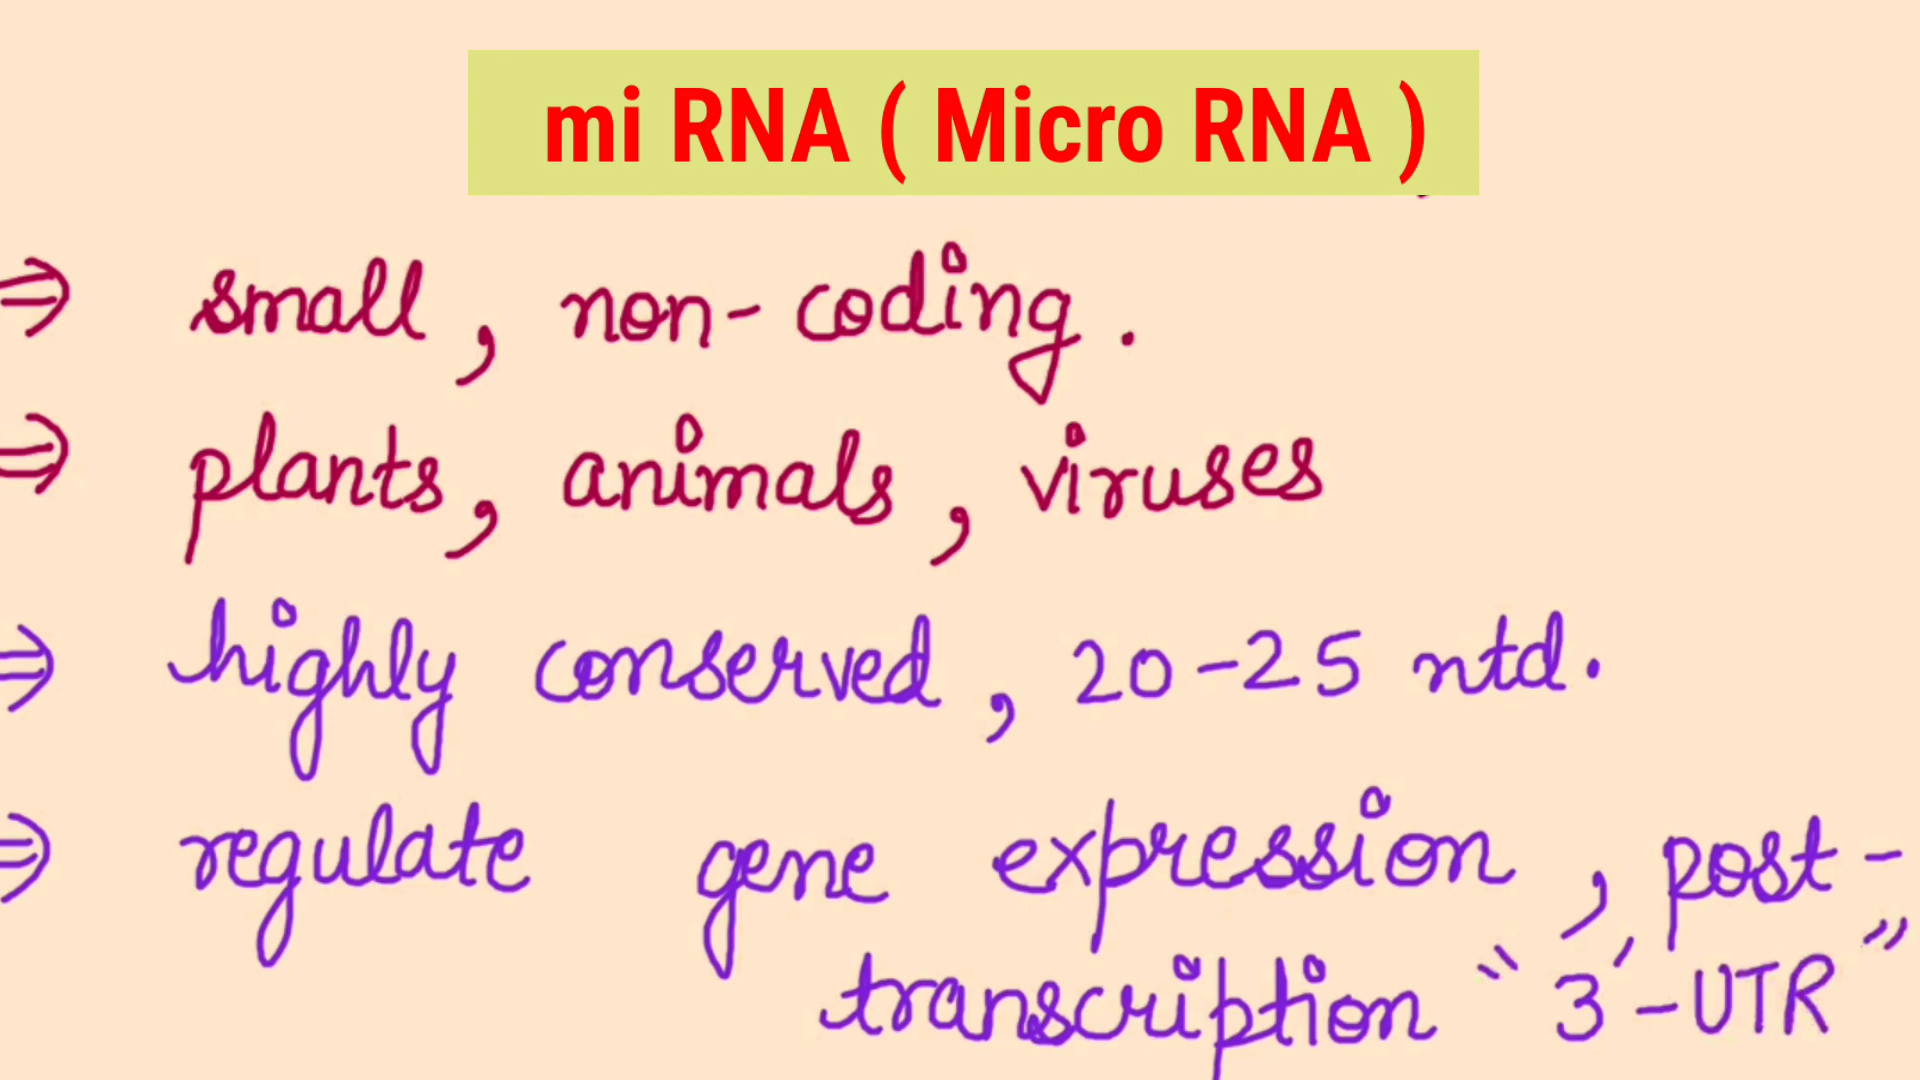 mi RNA ( Micro RNA )
⇒ small, non-coding.
⇒ plants, animals, viruses
⇒ highly conserved, 20-25 ntd.
⇒ regulate gene expression, post-
transcription "3'-UTR"